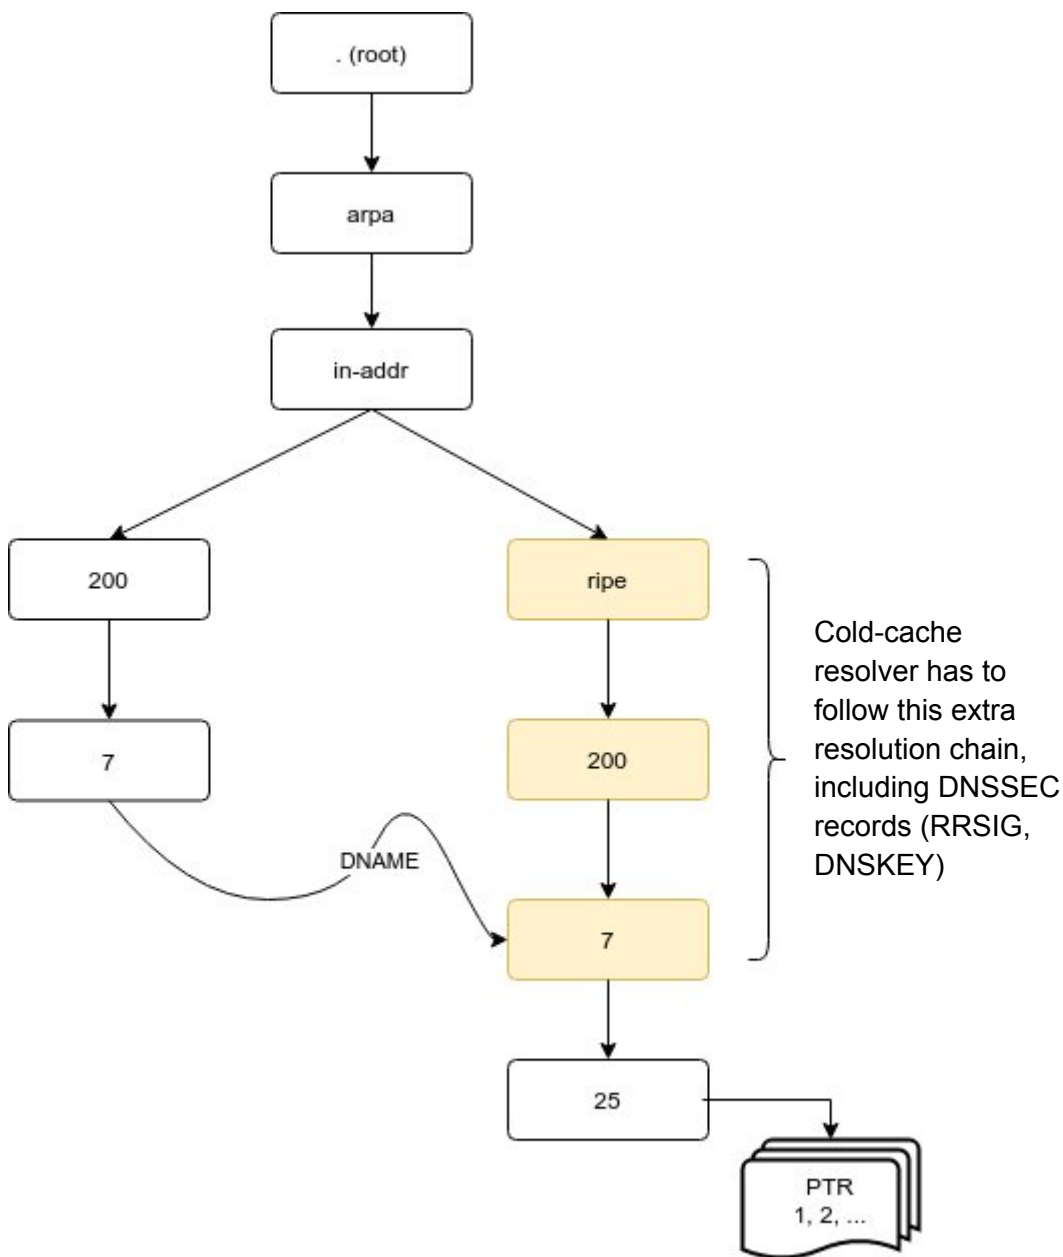 . (root)
arpa
in-addr
200
ripe
7
200
DNAME
7
25
PTR
1, 2, ...
Cold-cache
resolver has to
follow this extra
resolution chain,
including DNSSEC
records (RRSIG,
DNSKEY)